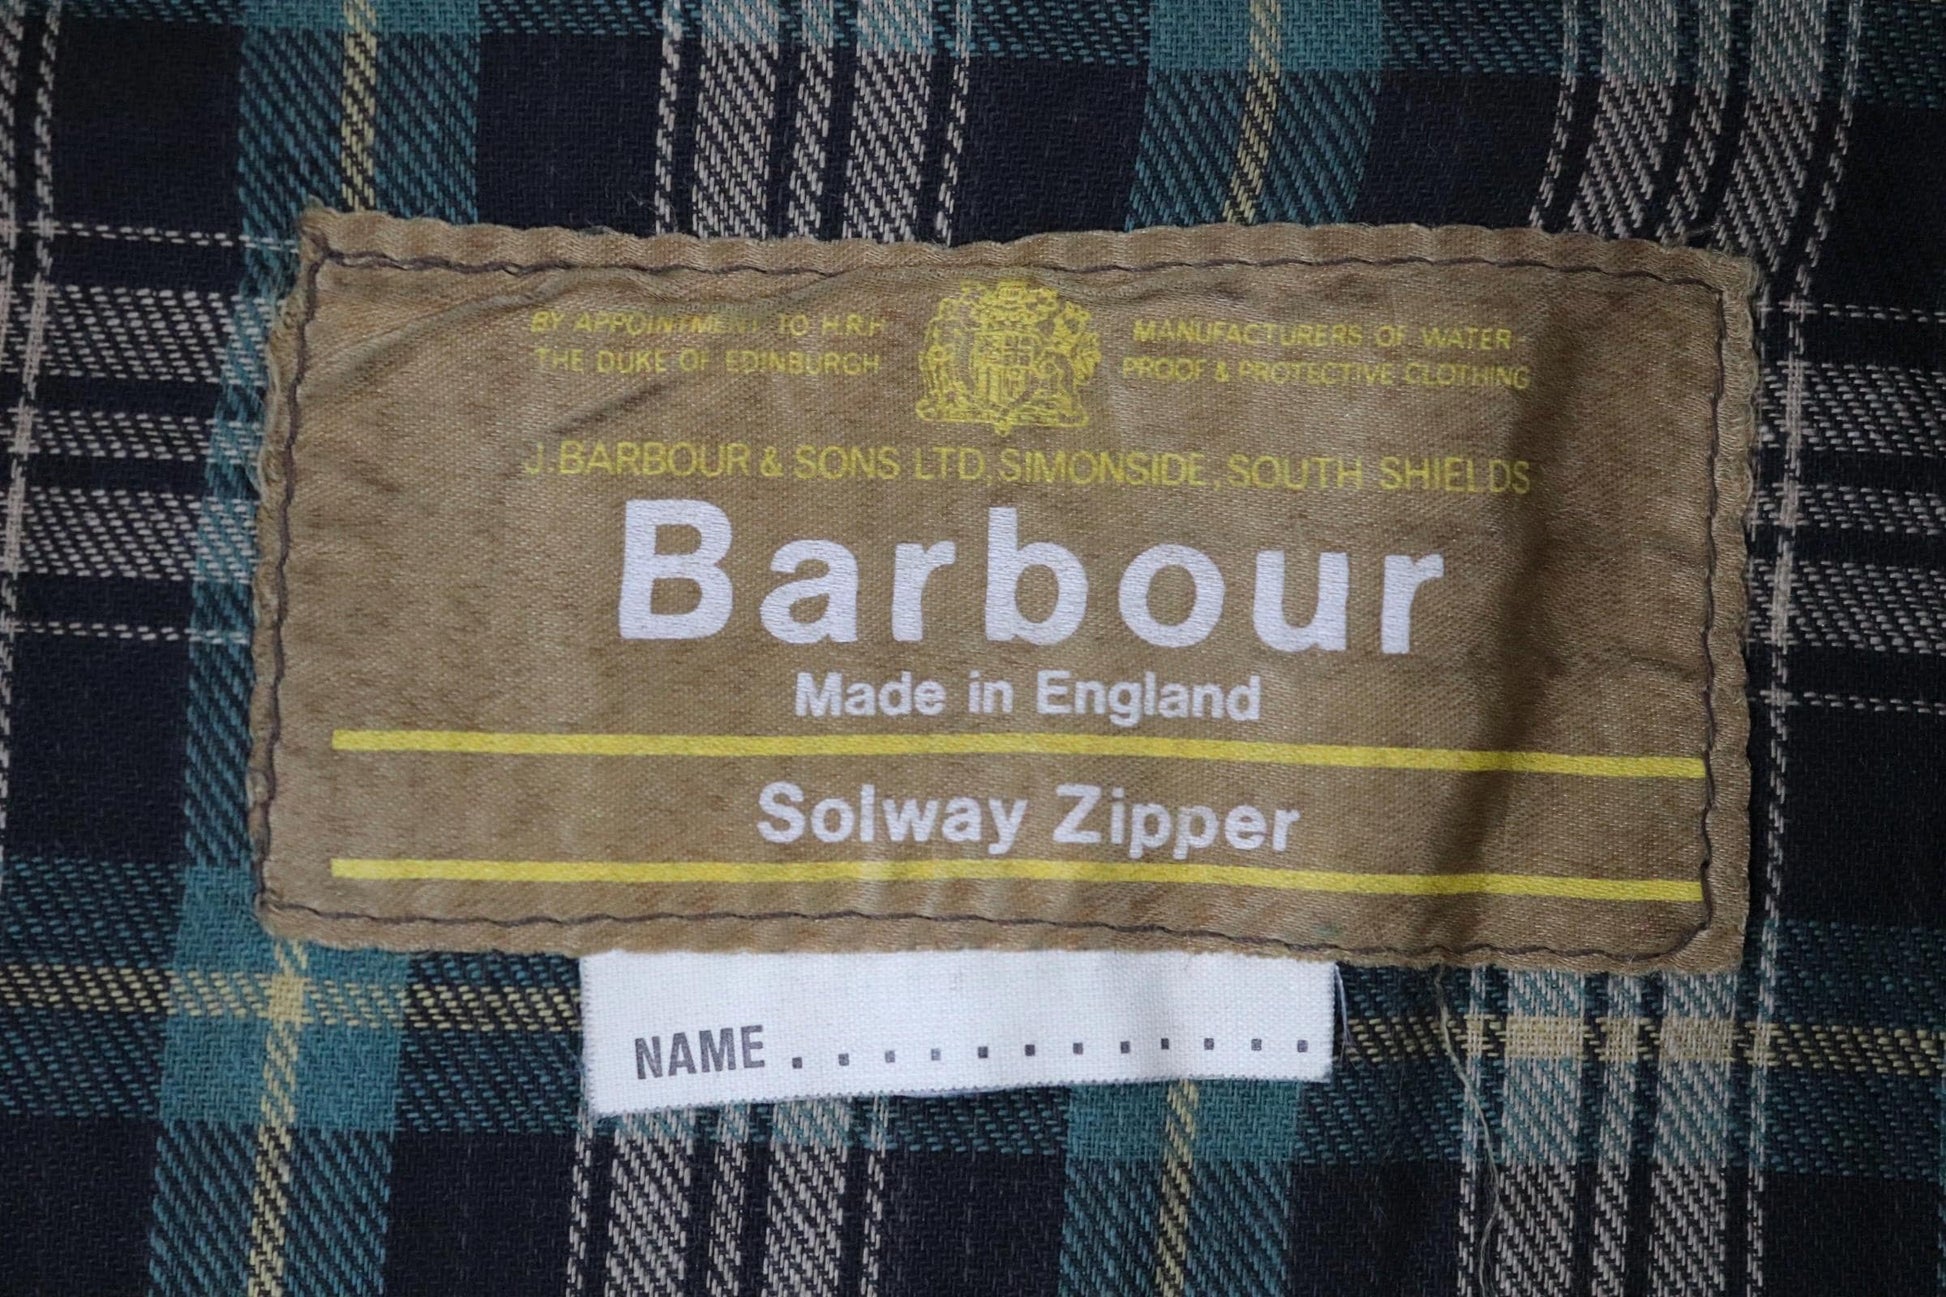 BY APPOINTMENT TO H.R.H
THE DUKE OF EDINBURGH
MANUFACTURERS OF WATER-
PROOF & PROTECTIVE CLOTHING
J. BARBOUR & SONS LTD, SIMONSIDE, SOUTH SHIELDS
Barbour
Made in England
Solway Zipper
NAME . . . . . . . . . . . .